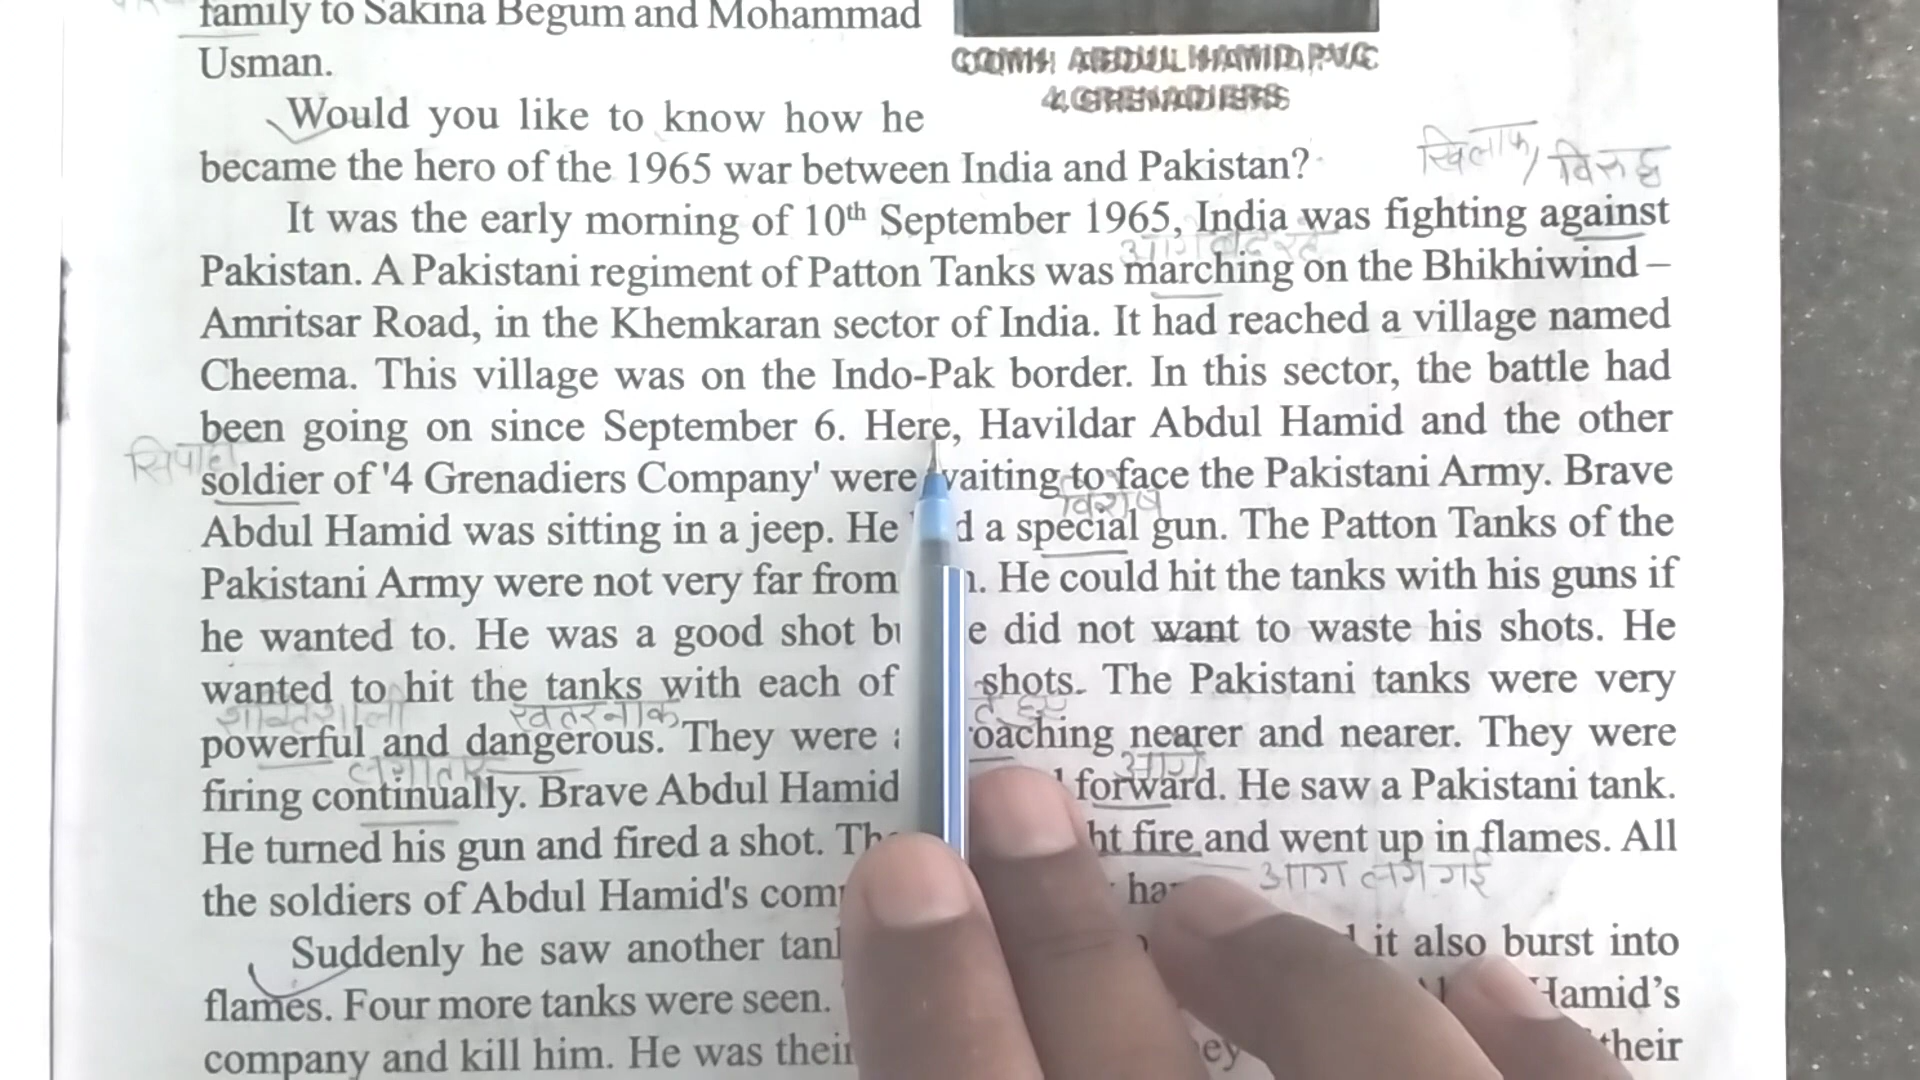 family to Sakina Begum and Mohammad
Usman.
COMH ABDUL HAMID, PVC
4 GRENADIERS
Would you like to know how he
became the hero of the 1965 war between India and Pakistan?
खिलाफ/ विरुद्ध
It was the early morning of 10th September 1965, India was fighting against
Pakistan. A Pakistani regiment of Patton Tanks was marching on the Bhikhiwind –
Amritsar Road, in the Khemkaran sector of India. It had reached a village named
Cheema. This village was on the Indo-Pak border. In this sector, the battle had
been going on since September 6. Here, Havildar Abdul Hamid and the other
सिपाही
soldier of '4 Grenadiers Company' were waiting to face the Pakistani Army. Brave
विशेष
Abdul Hamid was sitting in a jeep. He a special gun. The Patton Tanks of the
Pakistani Army were not very far from . He could hit the tanks with his guns if
he wanted to. He was a good shot did not want to waste his shots. He
wanted to hit the tanks with each of shots. The Pakistani tanks were very
शक्तिशाली खतरनाक
powerful and dangerous. They were nearer and nearer. They were
लगातार आगे
firing continually. Brave Abdul Hamid forward. He saw a Pakistani tank.
He turned his gun and fired a shot. fire and went up in flames. All
आग लग गई
the soldiers of Abdul Hamid's
Suddenly he saw another it also burst into
flames. Four more tanks were seen. Hamid's
company and kill him. He was their their